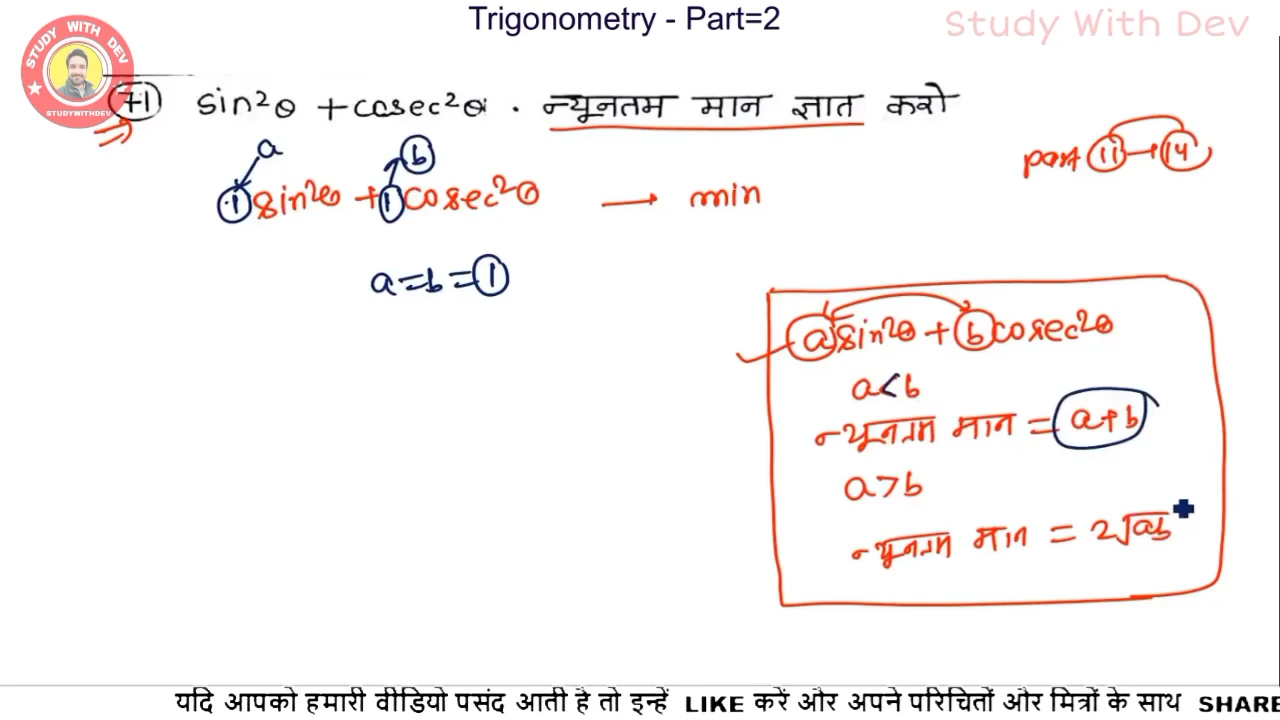 Trigonometry - Part=2
Study With Dev
STUDY WITH DEV
STUDYWITHDEV
71 sin²θ + cosec²θ . न्यूनतम मान ज्ञात करो
part 11 → 14
a b
1 sin²θ + 1 cosec²θ → min
a = b = 1
a sin²θ + b cosec²θ
a < b
न्यूनतम मान = a + b
a > b
न्यूनतम मान = 2√ab
यदि आपको हमारी वीडियो पसंद आती है तो इन्हें LIKE करें और अपने परिचितों और मित्रों के साथ SHARE